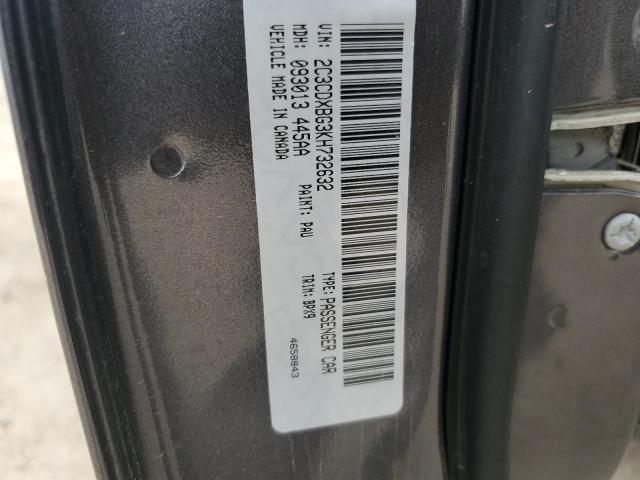 VIN: 2C3CDXBG3KH732632
TYPE: PASSENGER CAR
MDH: 093013 445AA
PAINT: PAU
TRIM: BPX9
VEHICLE MADE IN CANADA
4658843